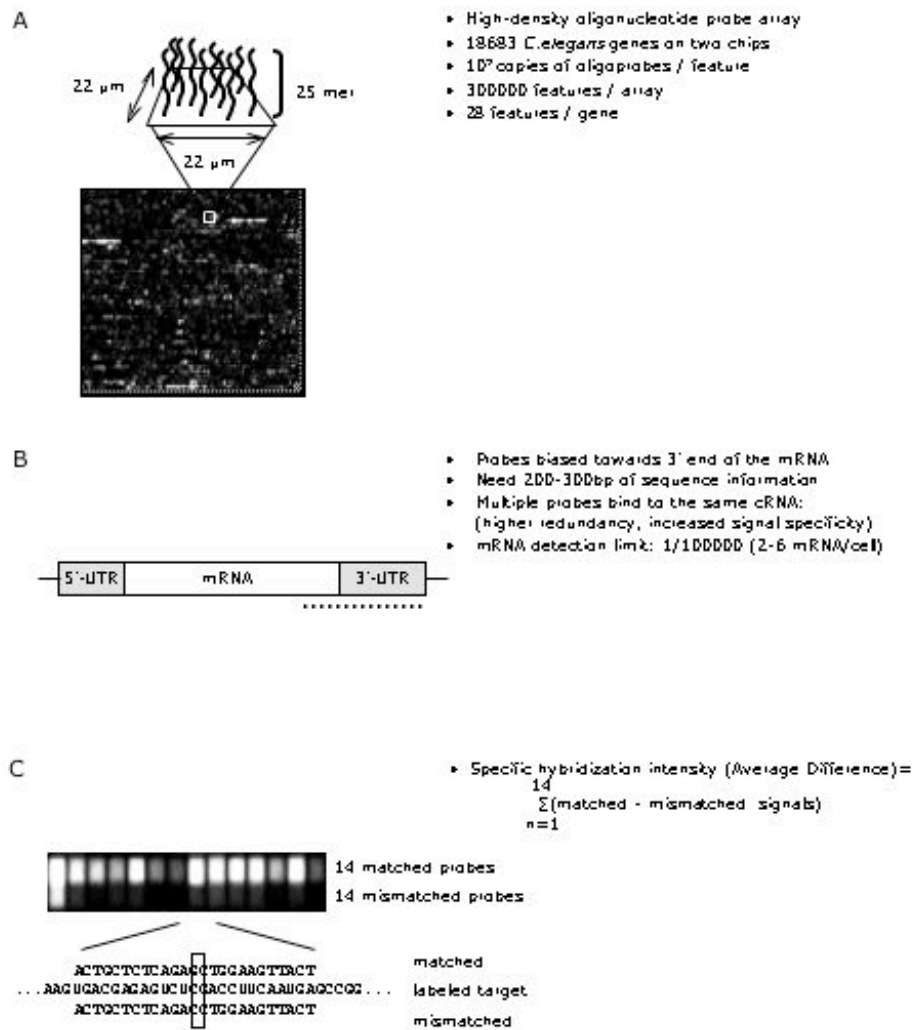 A
22 µm
25 mer
22 µm
• High-density oligonucleotide probe array
• 18683 C.elegans genes on two chips
• 10⁷ copies of oligoprobes / feature
• 300000 features / array
• 28 features / gene
B
• Probes biased towards 3' end of the mRNA
• Need 200-300bp of sequence information
• Multiple probes bind to the same cRNA:
(higher redundancy, increased signal specificity)
• mRNA detection limit: 1/100000 (2-6 mRNA/cell)
5'-UTR mRNA 3'-UTR
C
• Specific hybridization intensity (Average Difference)=
14
Σ(matched - mismatched signals)
n=1
14 matched probes
14 mismatched probes
ACTGCTCTCAGAGCTGGAAGTTACT matched
...AAGUGACGAGAGUCUCGACCUUCAAUGAGCCGG... labeled target
ACTGCTCTCAGACCTGGAAGTTACT mismatched